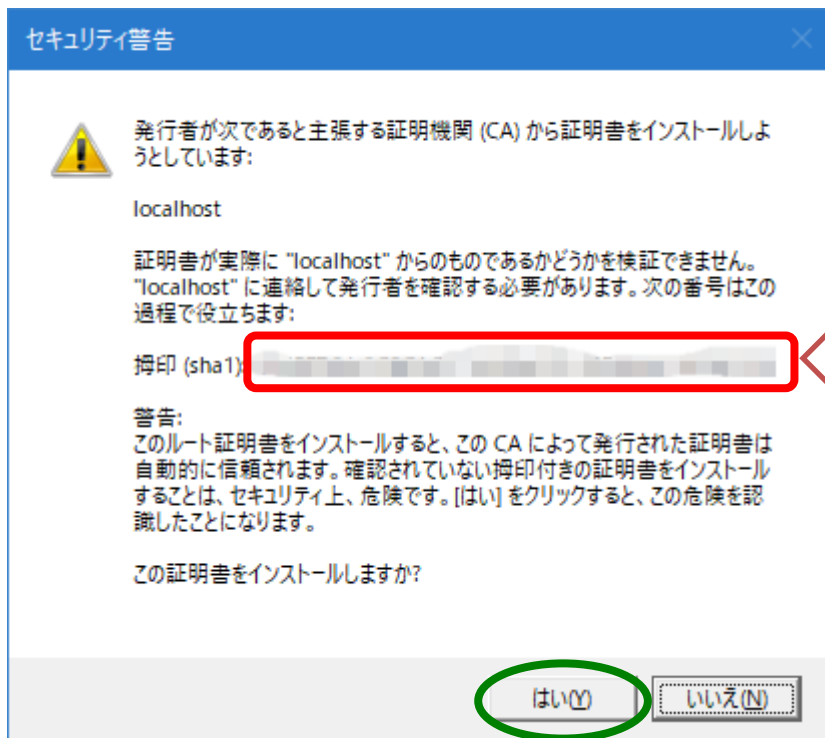 セキュリティ警告
発行者が次であると主張する証明機関 (CA) から証明書をインストールしよ
うとしています:
localhost
証明書が実際に "localhost" からのものであるかどうかを検証できません。
"localhost" に連絡して発行者を確認する必要があります。次の番号はこの
過程で役立ちます:
拇印 (sha1):
警告:
このルート証明書をインストールすると、この CA によって発行された証明書は
自動的に信頼されます。確認されていない拇印付きの証明書をインストール
することは、セキュリティ上、危険です。[はい] をクリックすると、この危険を認
識したことになります。
この証明書をインストールしますか?
はい(Y) いいえ(N)